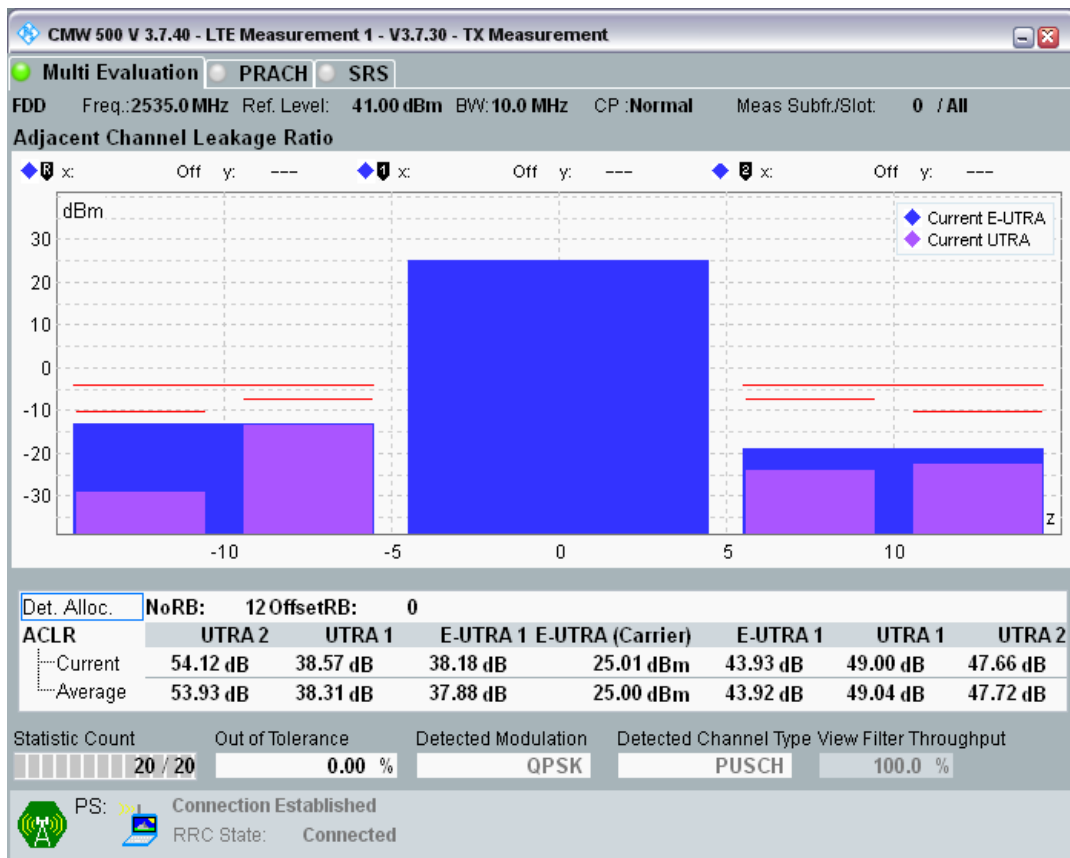 CMW 500 V 3.7.40 - LTE Measurement 1 - V3.7.30 - TX Measurement
Multi Evaluation PRACH SRS
FDD Freq.:2535.0 MHz Ref. Level: 41.00 dBm BW:10.0 MHz CP :Normal Meas Subfr./Slot: 0 / All
Adjacent Channel Leakage Ratio
R x: Off y: --- 1 x: Off y: --- 2 x: Off y: ---
dBm
Current E-UTRA
Current UTRA
30
20
10
0
-10
-20
-30
z
-10 -5 0 5 10
Det. Alloc. NoRB: 12 OffsetRB: 0
ACLR UTRA 2 UTRA 1 E-UTRA 1 E-UTRA (Carrier) E-UTRA 1 UTRA 1 UTRA 2
Current 54.12 dB 38.57 dB 38.18 dB 25.01 dBm 43.93 dB 49.00 dB 47.66 dB
Average 53.93 dB 38.31 dB 37.88 dB 25.00 dBm 43.92 dB 49.04 dB 47.72 dB
Statistic Count Out of Tolerance Detected Modulation Detected Channel Type View Filter Throughput
20 / 20 0.00 % QPSK PUSCH 100.0 %
PS: Connection Established
RRC State: Connected